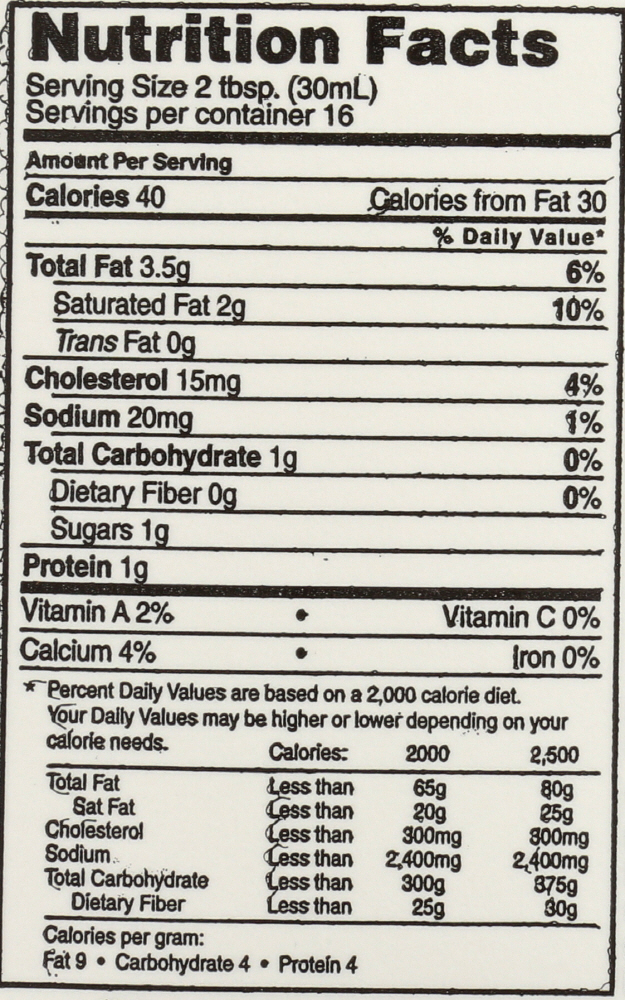 Nutrition Facts
Serving Size 2 tbsp. (30mL)
Servings per container 16
Amount Per Serving
Calories 40 Calories from Fat 30
% Daily Value*
Total Fat 3.5g 6%
Saturated Fat 2g 10%
Trans Fat 0g
Cholesterol 15mg 4%
Sodium 20mg 1%
Total Carbohydrate 1g 0%
Dietary Fiber 0g 0%
Sugars 1g
Protein 1g
Vitamin A 2% • Vitamin C 0%
Calcium 4% • Iron 0%
* Percent Daily Values are based on a 2,000 calorie diet.
Your Daily Values may be higher or lower depending on your
calorie needs.
Calories: 2000 2,500
Total Fat Less than 65g 80g
Sat Fat Less than 20g 25g
Cholesterol Less than 300mg 300mg
Sodium Less than 2,400mg 2,400mg
Total Carbohydrate Less than 300g 375g
Dietary Fiber Less than 25g 30g
Calories per gram:
Fat 9 • Carbohydrate 4 • Protein 4